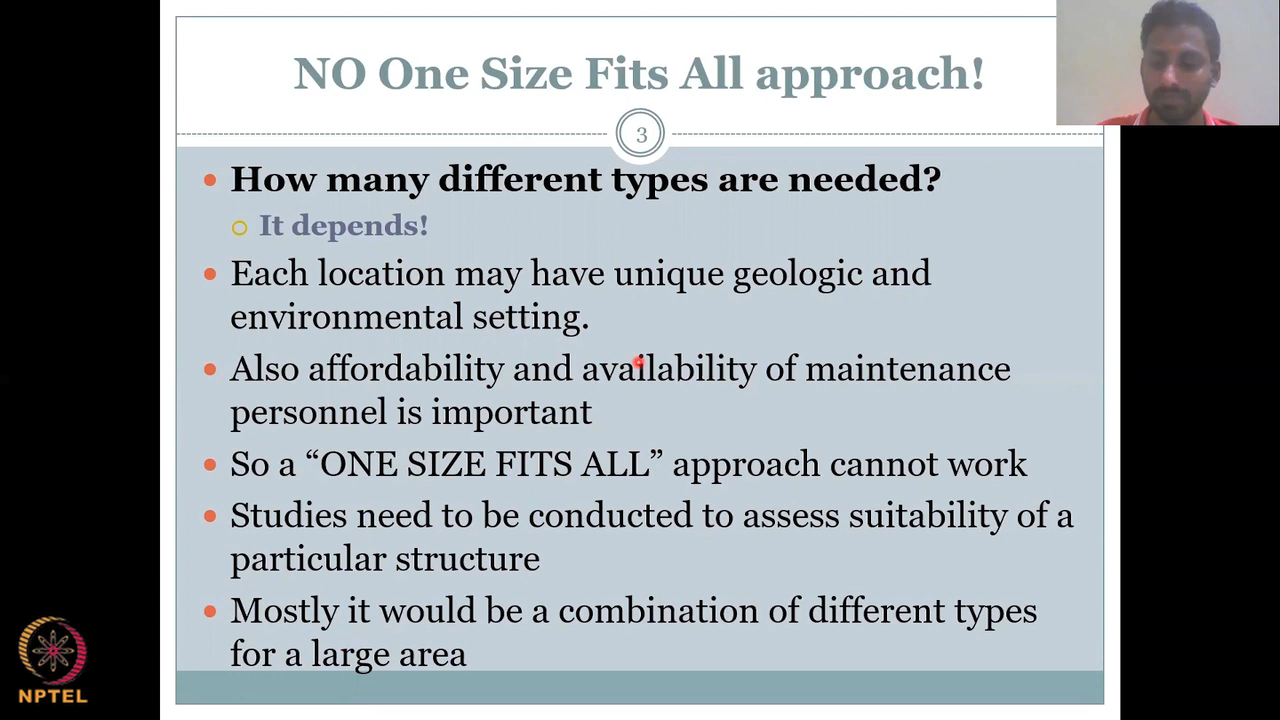 NO One Size Fits All approach!
3
How many different types are needed?
It depends!
Each location may have unique geologic and
environmental setting.
Also affordability and availability of maintenance
personnel is important
So a “ONE SIZE FITS ALL” approach cannot work
Studies need to be conducted to assess suitability of a
particular structure
Mostly it would be a combination of different types
for a large area
NPTEL